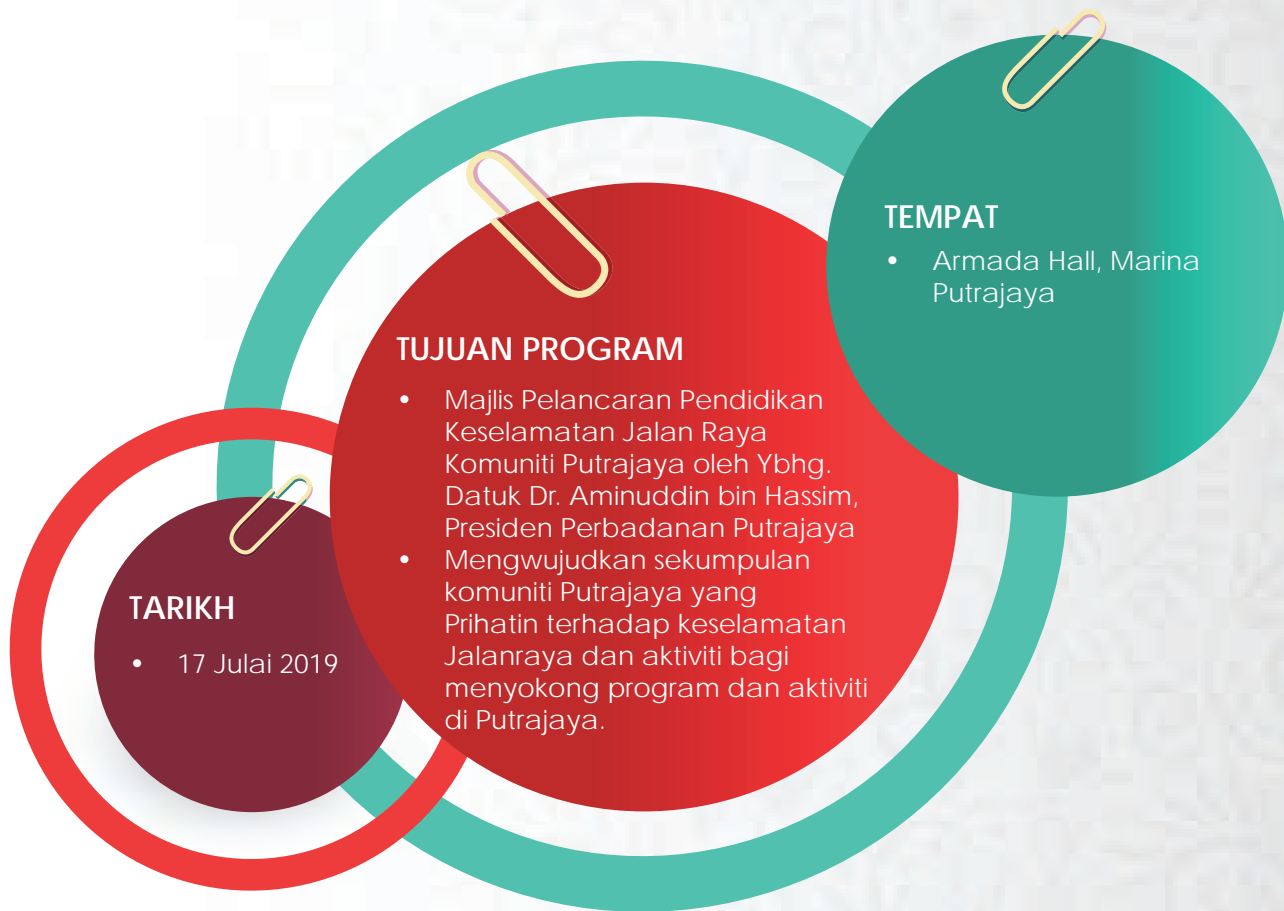 TARIKH
• 17 Julai 2019
TUJUAN PROGRAM
• Majlis Pelancaran Pendidikan
Keselamatan Jalan Raya
Komuniti Putrajaya oleh Ybhg.
Datuk Dr. Aminuddin bin Hassim,
Presiden Perbadanan Putrajaya
• Mengwujudkan sekumpulan
komuniti Putrajaya yang
Prihatin terhadap keselamatan
Jalanraya dan aktiviti bagi
menyokong program dan aktiviti
di Putrajaya.
TEMPAT
• Armada Hall, Marina
Putrajaya